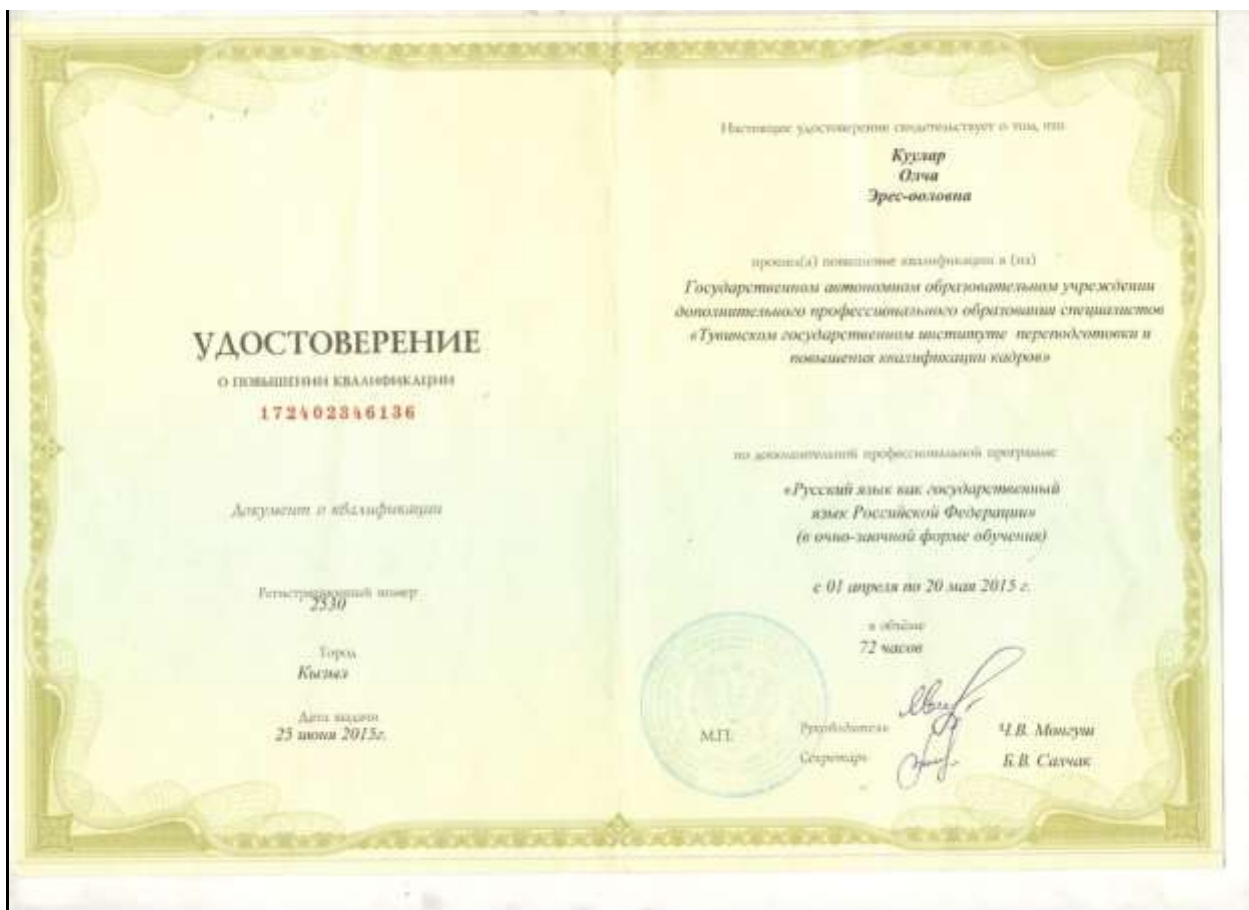 УДОСТОВЕРЕНИЕ
О ПОВЫШЕНИИ КВАЛИФИКАЦИИ
172402346136
Документ о квалификации
Регистрационный номер
2530
Город
Кызыл
Дата выдачи
25 июня 2015г.
Настоящее удостоверение свидетельствует о том, что
Куулар
Олча
Эрес-ооловна
прошел(а) повышение квалификации в (на)
Государственном автономном образовательном учреждении
дополнительного профессионального образования специалистов
«Тувинском государственном институте переподготовки и
повышения квалификации кадров»
по дополнительной профессиональной программе
«Русский язык как государственный
язык Российской Федерации»
(в очно-заочной форме обучения)
с 01 апреля по 20 мая 2015 г.
в объёме
72 часов
М.П.
Руководитель
Ч.В. Монгуш
Секретарь
Б.В. Салчак